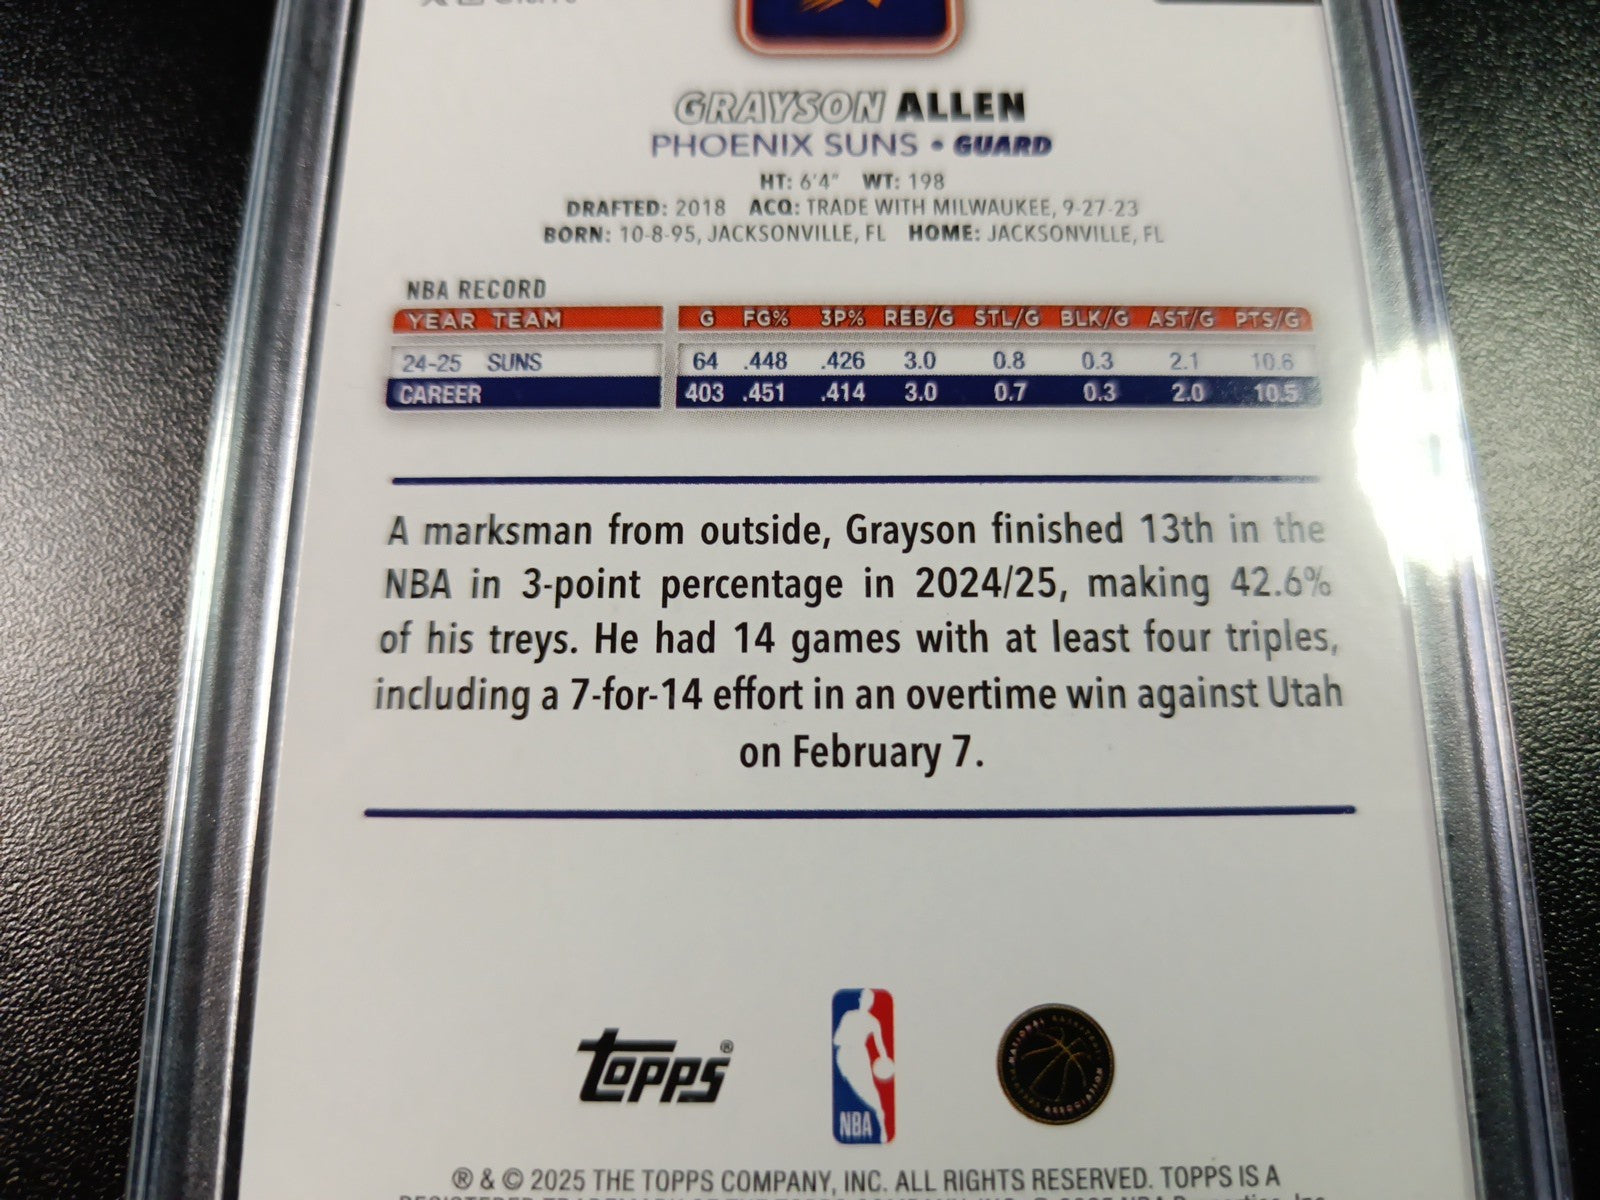 GRAYSON ALLEN
PHOENIX SUNS • GUARD
HT: 6'4" WT: 198
DRAFTED: 2018 ACQ: TRADE WITH MILWAUKEE, 9-27-23
BORN: 10-8-95, JACKSONVILLE, FL HOME: JACKSONVILLE, FL
NBA RECORD
YEAR TEAM G FG% 3P% REB/G STL/G BLK/G AST/G PTS/G
24-25 SUNS 64 .448 .426 3.0 0.8 0.3 2.1 10.6
CAREER 403 .451 .414 3.0 0.7 0.3 2.0 10.5
A marksman from outside, Grayson finished 13th in the
NBA in 3-point percentage in 2024/25, making 42.6%
of his treys. He had 14 games with at least four triples,
including a 7-for-14 effort in an overtime win against Utah
on February 7.
topps®
NBA
NATIONAL BASKETBALL ASSOCIATION
® & © 2025 THE TOPPS COMPANY, INC. ALL RIGHTS RESERVED. TOPPS IS A